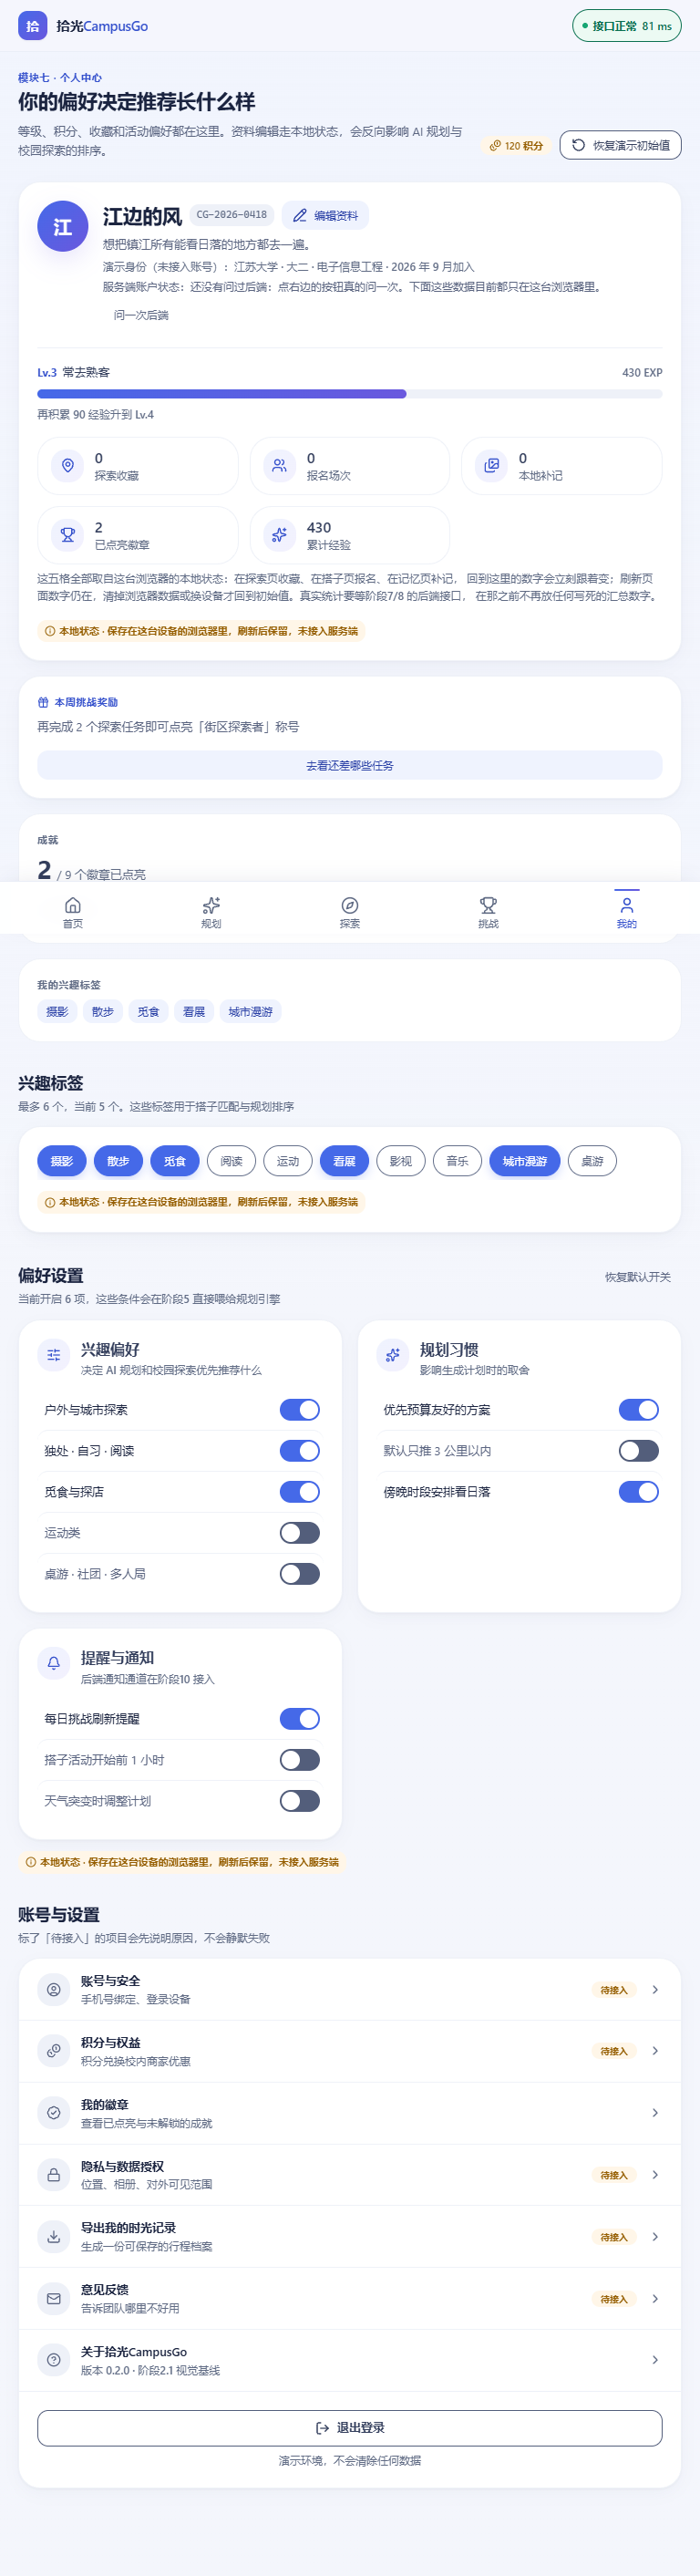 拾
拾光CampusGo
接口正常 81 ms
模块七 · 个人中心
你的偏好决定推荐长什么样
等级、积分、收藏和活动偏好都在这里。资料编辑走本地状态，会反向影响 AI 规划与
校园探索的排序。
120 积分
恢复演示初始值
江
江边的风
CG-2026-0418
编辑资料
想把镇江所有能看日落的地方都去一遍。
演示身份（未接入账号）：江苏大学 · 大二 · 电子信息工程 · 2026 年 9 月加入
服务端账户状态：还没有问过后端：点右边的按钮真的问一次。下面这些数据目前都只在这台浏览器里。
问一次后端
Lv.3 常去熟客
430 EXP
再积累 90 经验升到 Lv.4
0
探索收藏
0
报名场次
0
本地补记
2
已点亮徽章
430
累计经验
这五格全部取自这台浏览器的本地状态：在探索页收藏、在搭子页报名、在记忆页补记， 回到这里的数字会立刻跟着变；刷新页
面数字仍在，清掉浏览器数据或换设备才回到初始值。真实统计要等阶段7/8 的后端接口， 在那之前不再放任何写死的汇总数字。
本地状态 · 保存在这台设备的浏览器里，刷新后保留，未接入服务端
本周挑战奖励
再完成 2 个探索任务即可点亮「街区探索者」称号
去看还差哪些任务
成就
2 / 9 个徽章已点亮
首页
规划
探索
挑战
我的
我的兴趣标签
摄影
散步
觅食
看展
城市漫游
兴趣标签
最多 6 个，当前 5 个。这些标签用于搭子匹配与规划排序
摄影
散步
觅食
阅读
运动
看展
影视
音乐
城市漫游
桌游
本地状态 · 保存在这台设备的浏览器里，刷新后保留，未接入服务端
偏好设置
恢复默认开关
当前开启 6 项，这些条件会在阶段5 直接喂给规划引擎
兴趣偏好
决定 AI 规划和校园探索优先推荐什么
户外与城市探索
独处 · 自习 · 阅读
觅食与探店
运动类
桌游 · 社团 · 多人局
规划习惯
影响生成计划时的取舍
优先预算友好的方案
默认只推 3 公里以内
傍晚时段安排看日落
提醒与通知
后端通知通道在阶段10 接入
每日挑战刷新提醒
搭子活动开始前 1 小时
天气突变时调整计划
本地状态 · 保存在这台设备的浏览器里，刷新后保留，未接入服务端
账号与设置
标了「待接入」的项目会先说明原因，不会静默失败
账号与安全
手机号绑定、登录设备
待接入
积分与权益
积分兑换校内商家优惠
待接入
我的徽章
查看已点亮与未解锁的成就
隐私与数据授权
位置、相册、对外可见范围
待接入
导出我的时光记录
生成一份可保存的行程档案
待接入
意见反馈
告诉团队哪里不好用
待接入
关于拾光CampusGo
版本 0.2.0 · 阶段2.1 视觉基线
退出登录
演示环境，不会清除任何数据